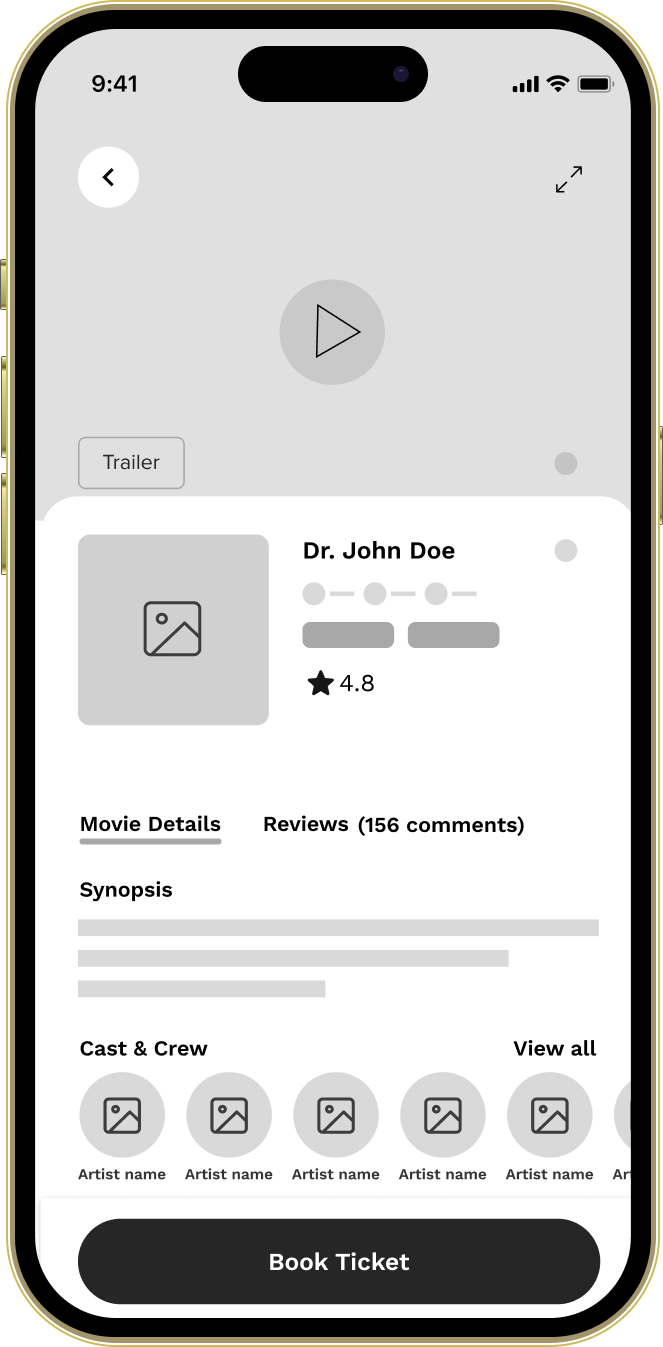 9:41
Trailer
Dr. John Doe
4.8
Movie Details Reviews (156 comments)
Synopsis
Cast & Crew View all
Artist name Artist name Artist name Artist name Artist name Art
Book Ticket